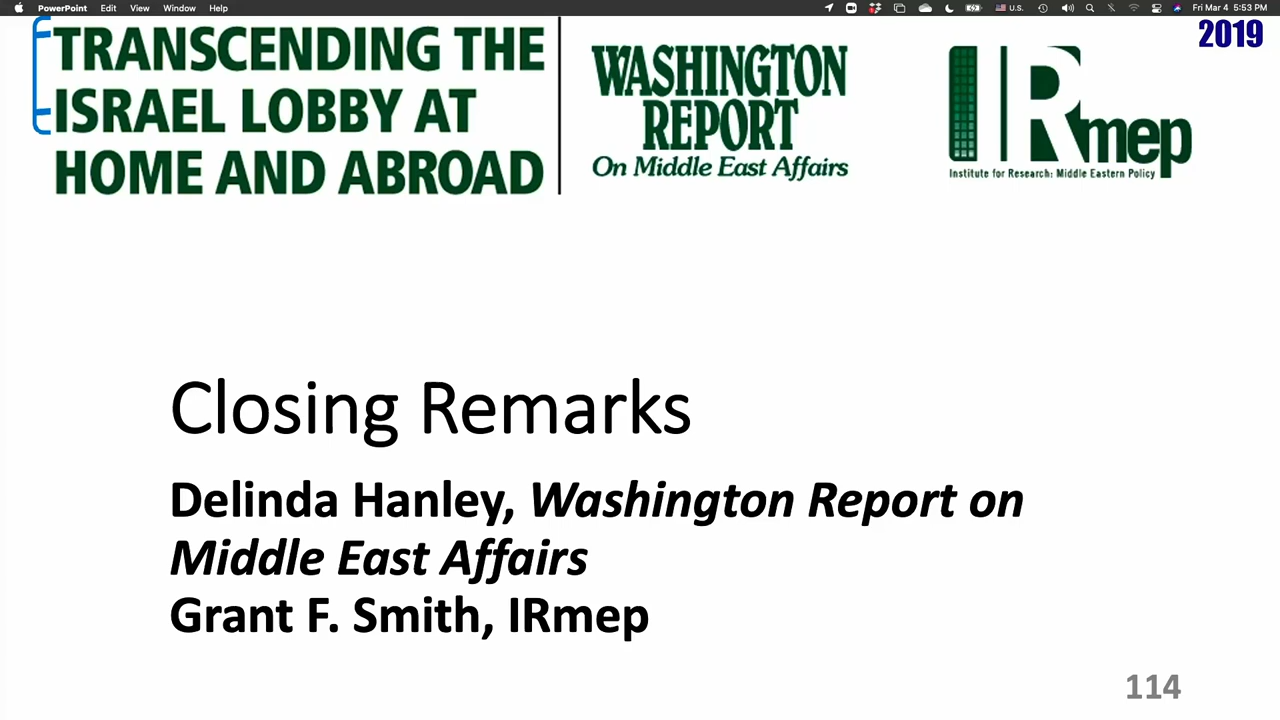 PowerPoint Edit View Window Help
U.S. Fri Mar 4 5:53 PM
2019
TRANSCENDING THE
ISRAEL LOBBY AT
HOME AND ABROAD
WASHINGTON
REPORT
On Middle East Affairs
IRmep
Institute for Research: Middle Eastern Policy
Closing Remarks
Delinda Hanley, Washington Report on
Middle East Affairs
Grant F. Smith, IRmep
114